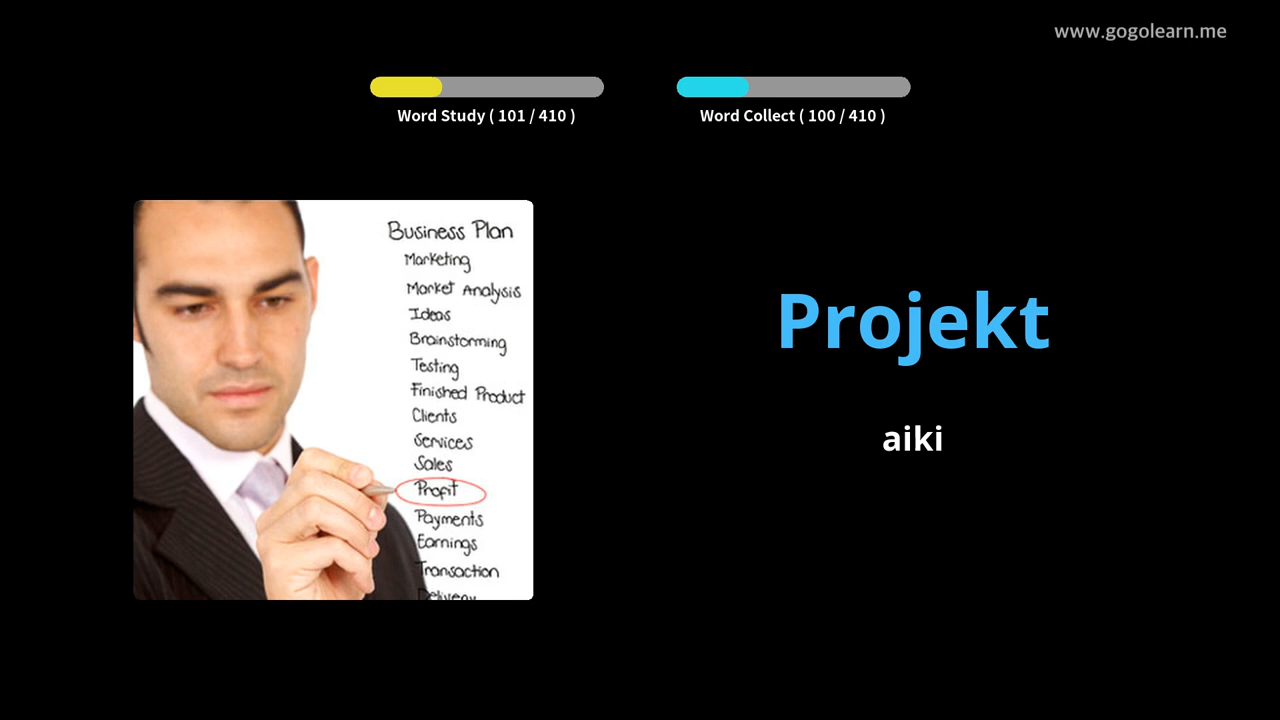 www.gogolearn.me
Word Study ( 101 / 410 )
Word Collect ( 100 / 410 )
Business Plan
Marketing
Market Analysis
Ideas
Brainstorming
Testing
Finished Product
Clients
Services
Sales
Profit
Payments
Earnings
Transaction
Delivery
Projekt
aiki